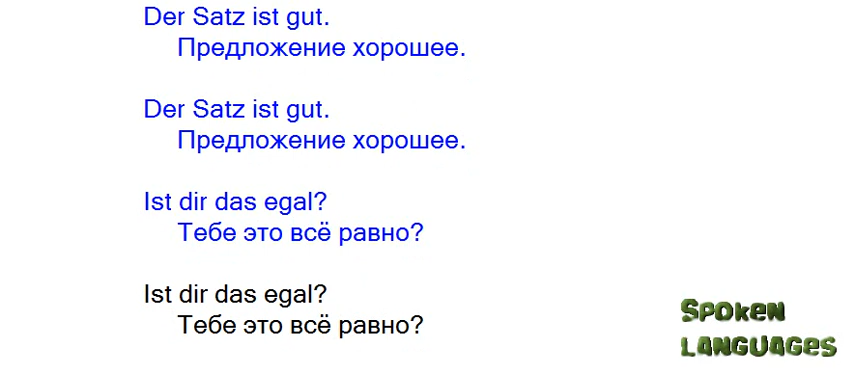 Der Satz ist gut.
Предложение хорошее.
Der Satz ist gut.
Предложение хорошее.
Ist dir das egal?
Тебе это всё равно?
Ist dir das egal?
Тебе это всё равно?
Spoken
Languages